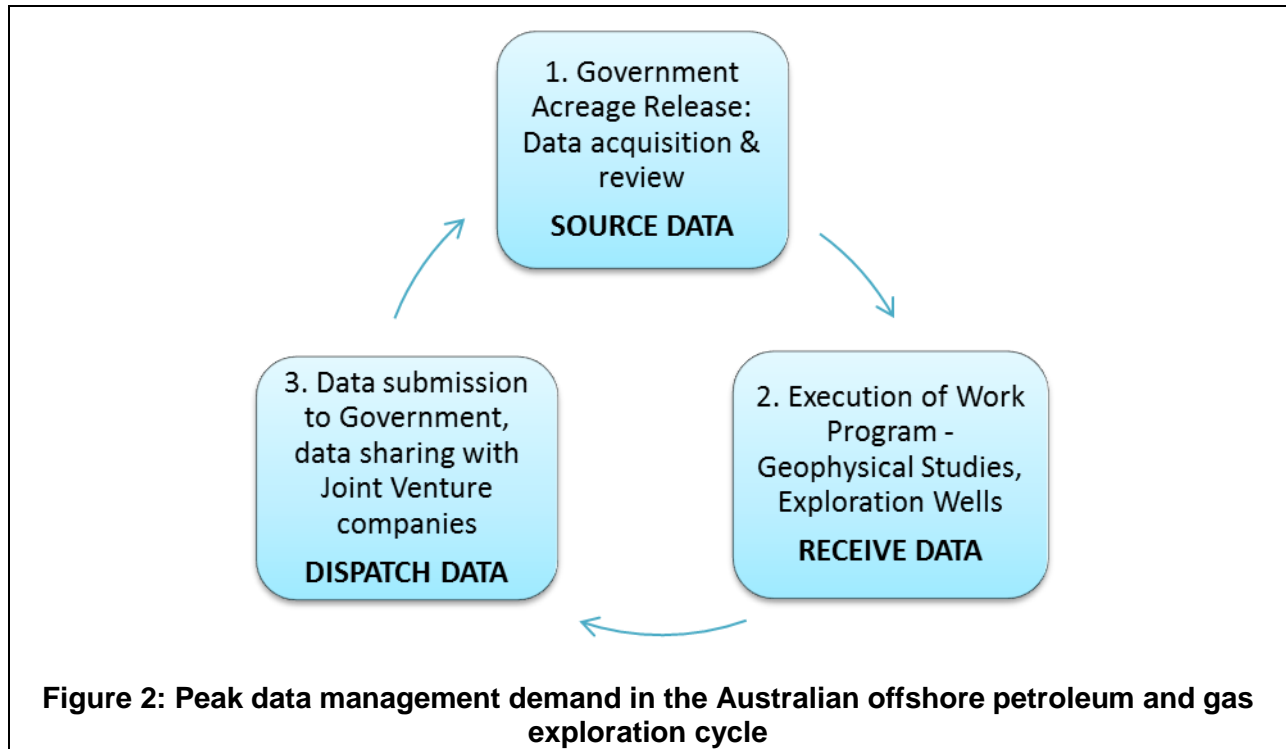 1. Government
Acreage Release:
Data acquisition &
review
SOURCE DATA
2. Execution of Work
Program -
Geophysical Studies,
Exploration Wells
RECEIVE DATA
3. Data submission
to Government,
data sharing with
Joint Venture
companies
DISPATCH DATA
Figure 2: Peak data management demand in the Australian offshore petroleum and gas
exploration cycle